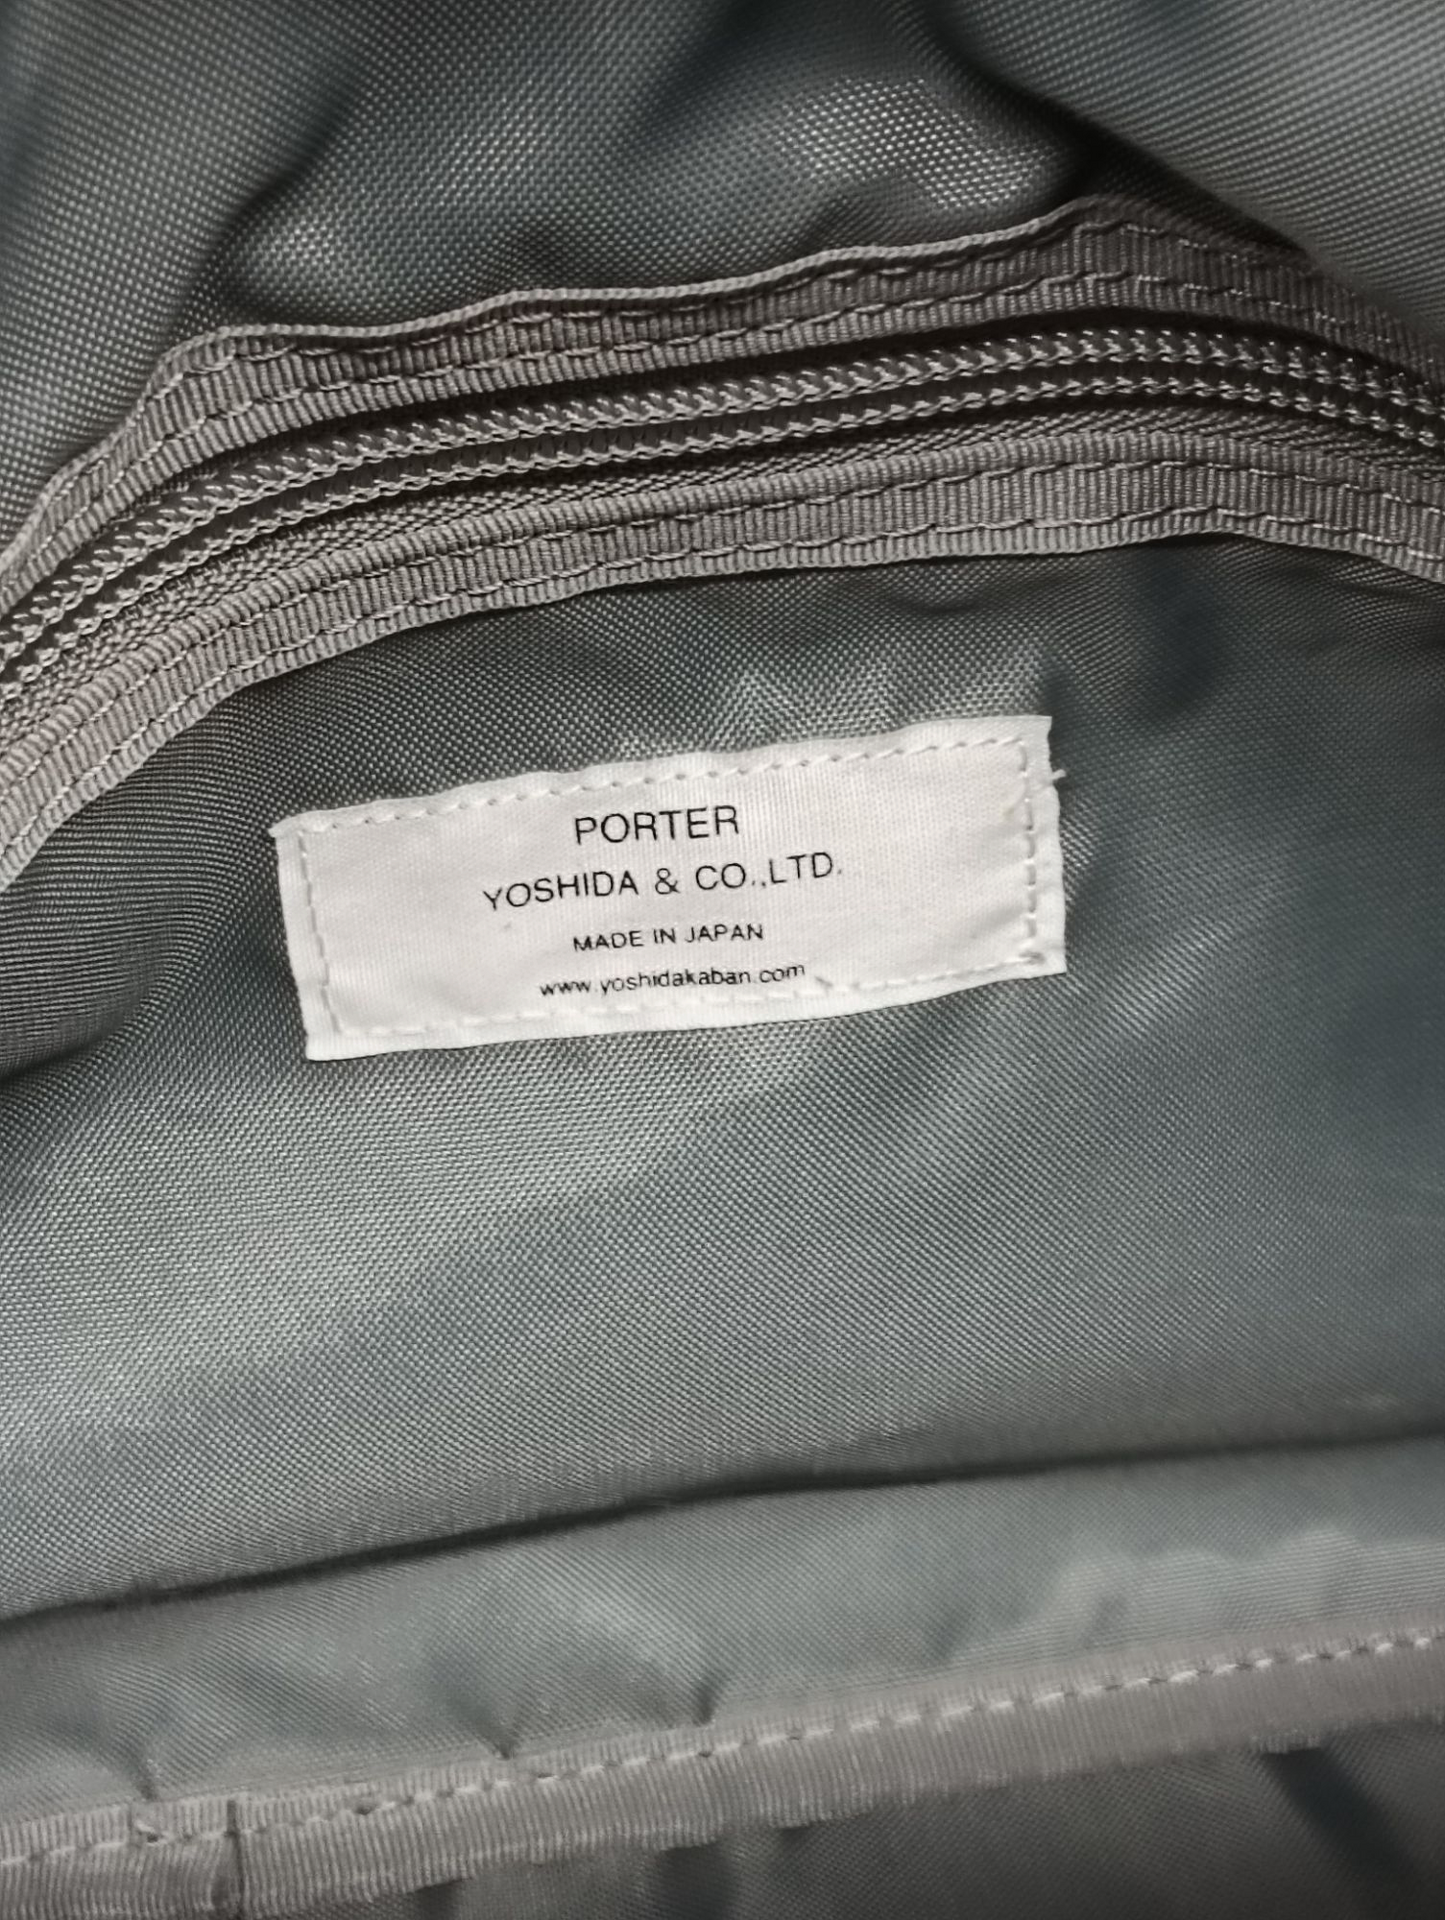 PORTER
YOSHIDA & CO.,LTD.
MADE IN JAPAN
www.yoshidakaban.com